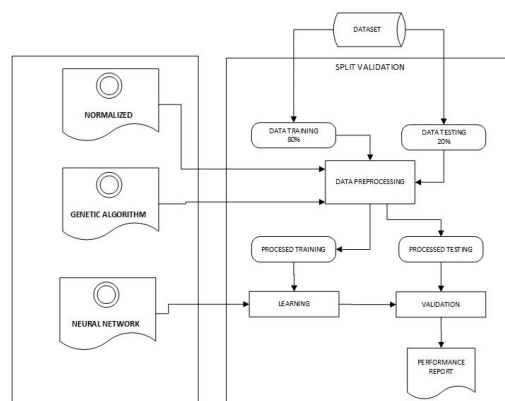 DATASET
SPLIT VALIDATION
NORMALIZED
DATA TRAINING
80%
DATA TESTING
20%
DATA PREPROCESSING
GENETIC ALGORITHM
PROCESED TRAINING
PROCESSED TESTING
NEURAL NETWORK
LEARNING
VALIDATION
PERFORMANCE
REPORT